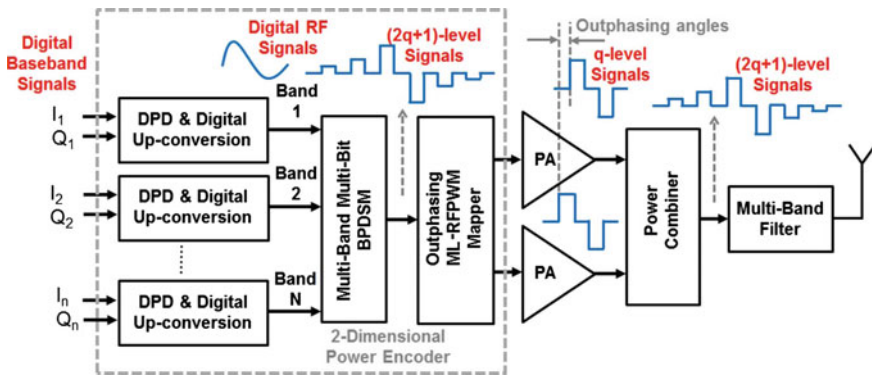 Digital
Baseband
Signals
Digital RF
Signals
(2q+1)-level
Signals
Outphasing angles
q-level
Signals
(2q+1)-level
Signals
I1
Q1
DPD & Digital
Up-conversion
Band
1
I2
Q2
DPD & Digital
Up-conversion
Band
2
In
Qn
DPD & Digital
Up-conversion
Band
N
Multi-Band Multi-Bit
BPDSM
Outphasing
ML-RFPWM
Mapper
2-Dimensional
Power Encoder
PA
PA
Power
Combiner
Multi-Band
Filter